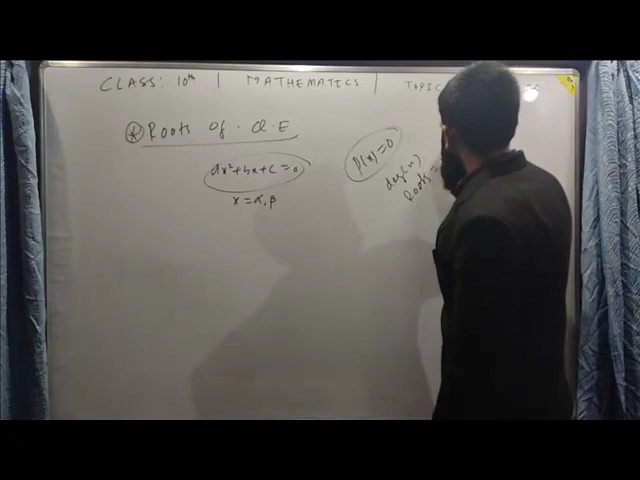 CLASS: 10th | MATHEMATICS | TOPIC
* Roots of . Q.E
ax²+bx+c=0
x=α,β
P(x)=0
deg(n)
Roots =